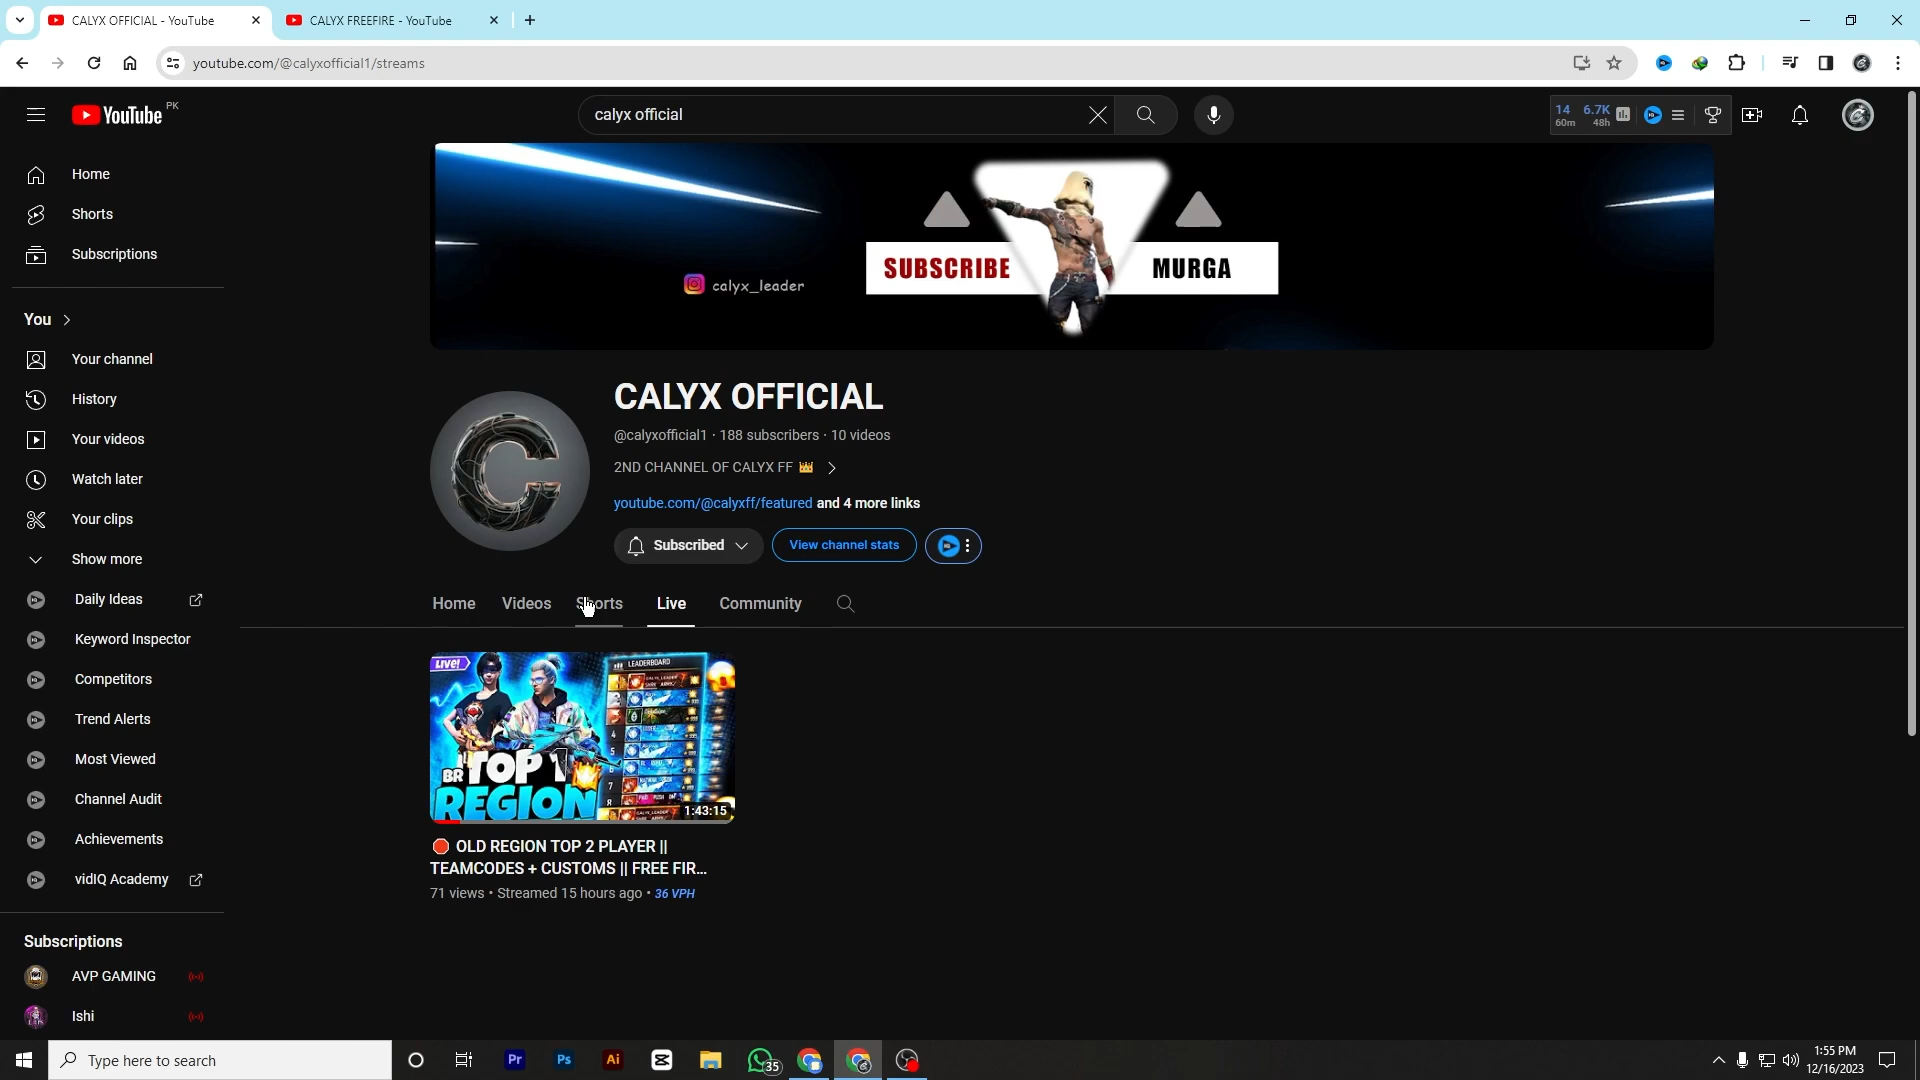 CALYX OFFICIAL - YouTube
CALYX FREEFIRE - YouTube
youtube.com/@calyxofficial1/streams
YouTube PK
calyx official
14 6.7K
60m 48h
Home
Shorts
Subscriptions
You
Your channel
History
Your videos
Watch later
Your clips
Show more
Daily Ideas
Keyword Inspector
Competitors
Trend Alerts
Most Viewed
Channel Audit
Achievements
vidIQ Academy
Subscriptions
AVP GAMING
Ishi
calyx_leader
SUBSCRIBE
MURGA
CALYX OFFICIAL
@calyxofficial1 · 188 subscribers · 10 videos
2ND CHANNEL OF CALYX FF 👑
youtube.com/@calyxff/featured and 4 more links
Subscribed
View channel stats
Home Videos Shorts Live Community
LIVE!
LEADERBOARD
BR TOP 1
REGION
4
5
6
7
8
1:43:15
🛑 OLD REGION TOP 2 PLAYER ||
TEAMCODES + CUSTOMS || FREE FIR...
71 views • Streamed 15 hours ago • 36 VPH
Type here to search
Pr
Ps
Ai
35
1:55 PM
12/16/2023